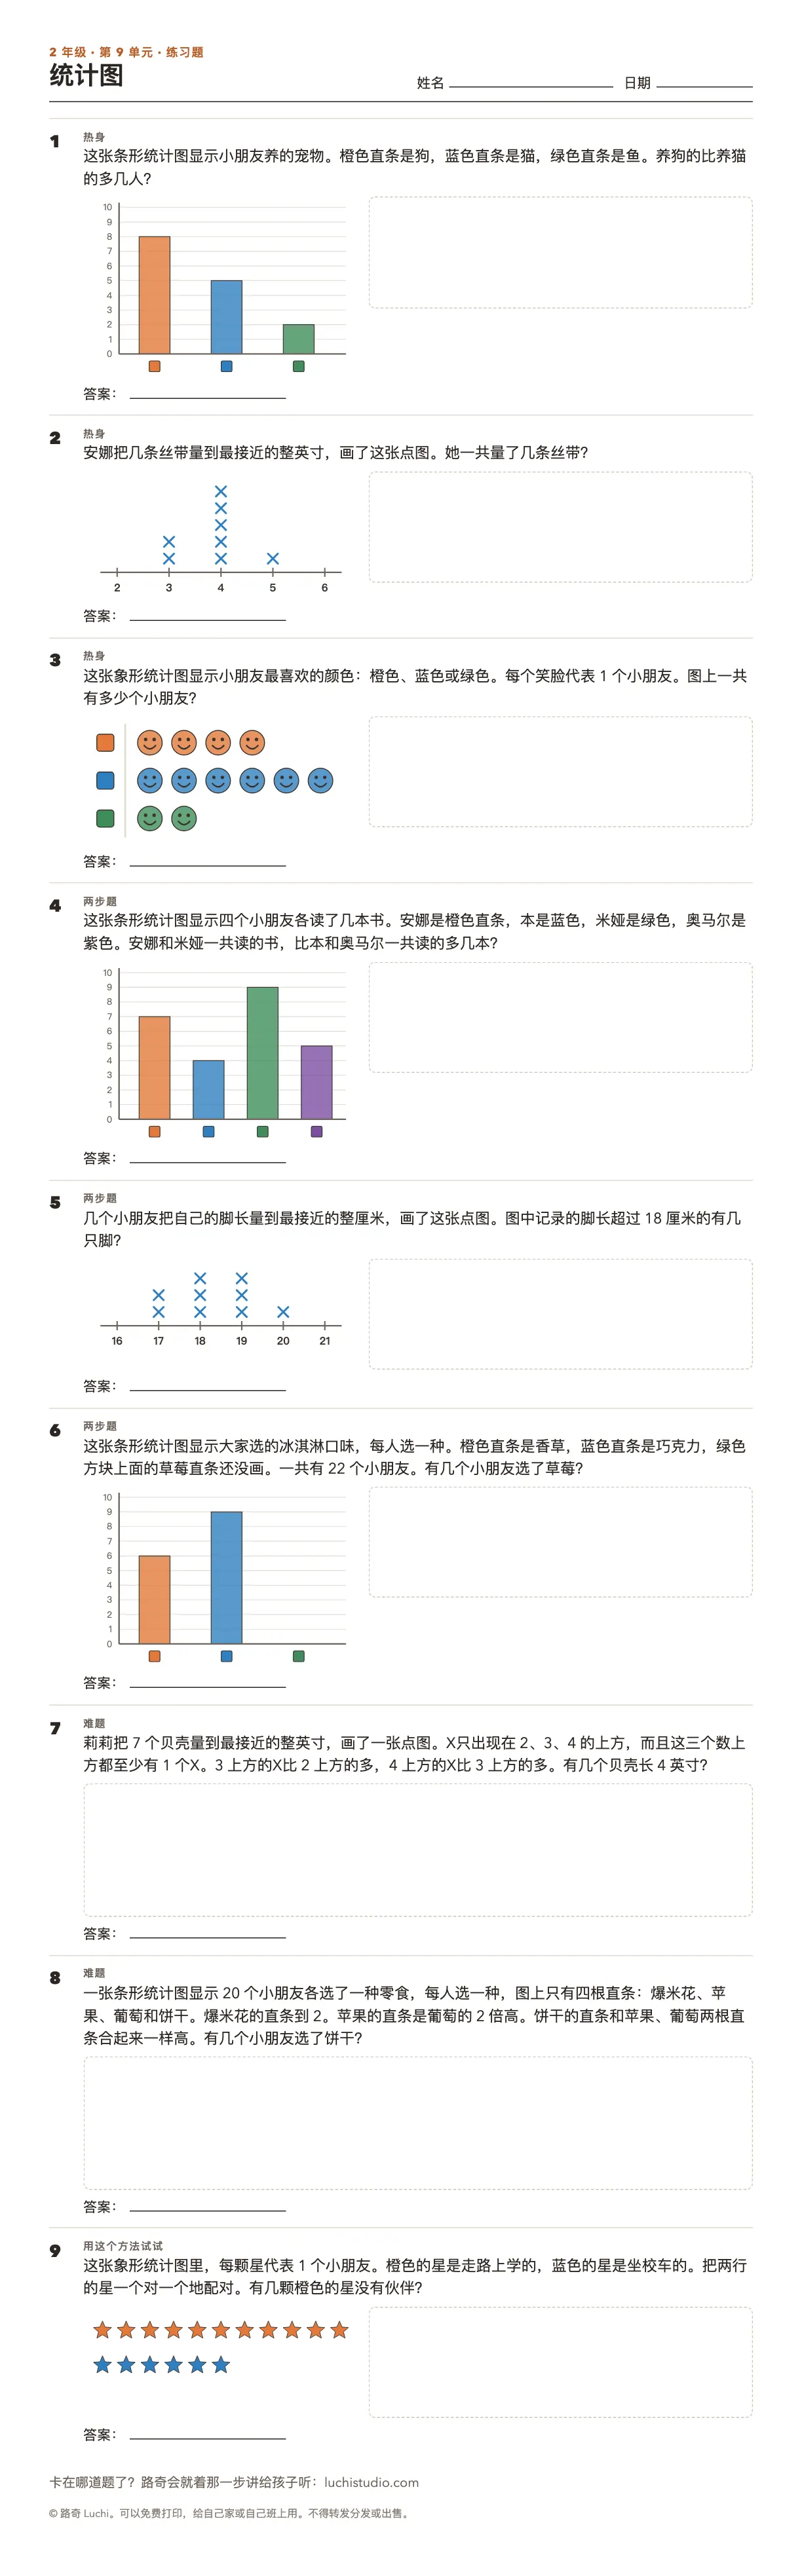 2 年级 · 第 9 单元 · 练习题
统计图
姓名
日期
1
热身
这张条形统计图显示小朋友养的宠物。橙色直条是狗，蓝色直条是猫，绿色直条是鱼。养狗的比养猫
的多几人？
10
9
8
7
6
5
4
3
2
1
0
答案：
2
热身
安娜把几条丝带量到最接近的整英寸，画了这张点图。她一共量了几条丝带？
2 3 4 5 6
答案：
3
热身
这张象形统计图显示小朋友最喜欢的颜色：橙色、蓝色或绿色。每个笑脸代表 1 个小朋友。图上一共
有多少个小朋友？
答案：
4
两步题
这张条形统计图显示四个小朋友各读了几本书。安娜是橙色直条，本是蓝色，米娅是绿色，奥马尔是
紫色。安娜和米娅一共读的书，比本和奥马尔一共读的多几本？
10
9
8
7
6
5
4
3
2
1
0
答案：
5
两步题
几个小朋友把自己的脚长量到最接近的整厘米，画了这张点图。图中记录的脚长超过 18 厘米的有几
只脚？
16 17 18 19 20 21
答案：
6
两步题
这张条形统计图显示大家选的冰淇淋口味，每人选一种。橙色直条是香草，蓝色直条是巧克力，绿色
方块上面的草莓直条还没画。一共有 22 个小朋友。有几个小朋友选了草莓？
10
9
8
7
6
5
4
3
2
1
0
答案：
7
难题
莉莉把 7 个贝壳量到最接近的整英寸，画了一张点图。X只出现在 2、3、4 的上方，而且这三个数上
方都至少有 1 个X。3 上方的X比 2 上方的多，4 上方的X比 3 上方的多。有几个贝壳长 4 英寸？
答案：
8
难题
一张条形统计图显示 20 个小朋友各选了一种零食，每人选一种，图上只有四根直条：爆米花、苹
果、葡萄和饼干。爆米花的直条到 2。苹果的直条是葡萄的 2 倍高。饼干的直条和苹果、葡萄两根直
条合起来一样高。有几个小朋友选了饼干？
答案：
9
用这个方法试试
这张象形统计图里，每颗星代表 1 个小朋友。橙色的星是走路上学的，蓝色的星是坐校车的。把两行
的星一个对一个地配对。有几颗橙色的星没有伙伴？
答案：
卡在哪道题了？路奇会就着那一步讲给孩子听：luchistudio.com
© 路奇 Luchi。可以免费打印，给自己家或自己班上用。不得转发分发或出售。